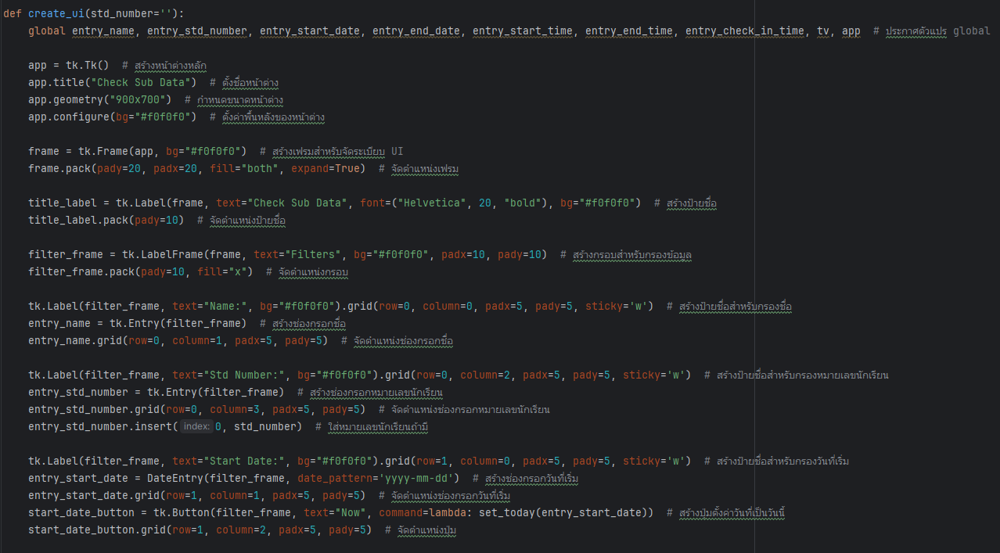 def create_ui(std_number=''):
global entry_name, entry_std_number, entry_start_date, entry_end_date, entry_start_time, entry_end_time, entry_check_in_time, tv, app  # ประกาศตัวแปร global
app = tk.Tk()  # สร้างหน้าต่างหลัก
app.title("Check Sub Data")  # ตั้งชื่อหน้าต่าง
app.geometry("900x700")  # กำหนดขนาดหน้าต่าง
app.configure(bg="#f0f0f0")  # ตั้งค่าพื้นหลังของหน้าต่าง
frame = tk.Frame(app, bg="#f0f0f0")  # สร้างเฟรมสำหรับจัดระเบียบ UI
frame.pack(pady=20, padx=20, fill="both", expand=True)  # จัดตำแหน่งเฟรม
title_label = tk.Label(frame, text="Check Sub Data", font=("Helvetica", 20, "bold"), bg="#f0f0f0")  # สร้างป้ายชื่อ
title_label.pack(pady=10)  # จัดตำแหน่งป้ายชื่อ
filter_frame = tk.LabelFrame(frame, text="Filters", bg="#f0f0f0", padx=10, pady=10)  # สร้างกรอบสำหรับกรองข้อมูล
filter_frame.pack(pady=10, fill="x")  # จัดตำแหน่งกรอบ
tk.Label(filter_frame, text="Name:", bg="#f0f0f0").grid(row=0, column=0, padx=5, pady=5, sticky='w')  # สร้างป้ายชื่อสำหรับกรองชื่อ
entry_name = tk.Entry(filter_frame)  # สร้างช่องกรอกชื่อ
entry_name.grid(row=0, column=1, padx=5, pady=5)  # จัดตำแหน่งช่องกรอกชื่อ
tk.Label(filter_frame, text="Std Number:", bg="#f0f0f0").grid(row=0, column=2, padx=5, pady=5, sticky='w')  # สร้างป้ายชื่อสำหรับกรองหมายเลขนักเรียน
entry_std_number = tk.Entry(filter_frame)  # สร้างช่องกรอกหมายเลขนักเรียน
entry_std_number.grid(row=0, column=3, padx=5, pady=5)  # จัดตำแหน่งช่องกรอกหมายเลขนักเรียน
entry_std_number.insert( index: 0, std_number)  # ใส่หมายเลขนักเรียนถ้ามี
tk.Label(filter_frame, text="Start Date:", bg="#f0f0f0").grid(row=1, column=0, padx=5, pady=5, sticky='w')  # สร้างป้ายชื่อสำหรับกรองวันที่เริ่ม
entry_start_date = DateEntry(filter_frame, date_pattern='yyyy-mm-dd')  # สร้างช่องกรอกวันที่เริ่ม
entry_start_date.grid(row=1, column=1, padx=5, pady=5)  # จัดตำแหน่งช่องกรอกวันที่เริ่ม
start_date_button = tk.Button(filter_frame, text="Now", command=lambda: set_today(entry_start_date))  # สร้างปุ่มตั้งค่าวันที่เป็นวันนี้
start_date_button.grid(row=1, column=2, padx=5, pady=5)  # จัดตำแหน่งปุ่ม